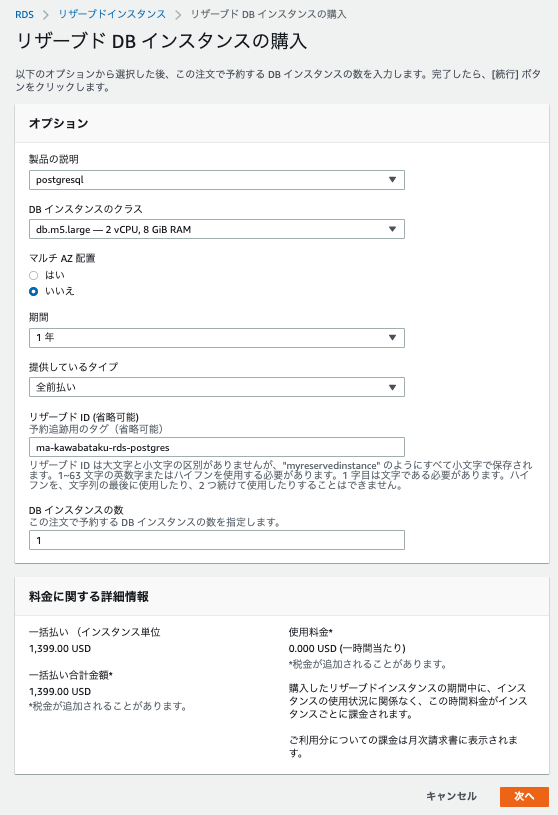 RDS > リザーブドインスタンス > リザーブド DB インスタンスの購入
リザーブド DB インスタンスの購入
以下のオプションから選択した後、この注文で予約する DB インスタンスの数を入力します。完了したら、[続行] ボタ
ンをクリックします。
オプション
製品の説明
postgresql
DB インスタンスのクラス
db.m5.large — 2 vCPU, 8 GiB RAM
マルチ AZ 配置
はい
いいえ
期間
1 年
提供しているタイプ
全前払い
リザーブド ID (省略可能)
予約追跡用のタグ（省略可能）
ma-kawabataku-rds-postgres
リザーブド ID は大文字と小文字の区別がありませんが、"myreservedinstance" のようにすべて小文字で保存されま
す。1~63 文字の英数字またはハイフンを使用する必要があります。1 字目は文字である必要があります。ハイ
フンを、文字列の最後に使用したり、2 つ続けて使用したりすることはできません。
DB インスタンスの数
この注文で予約する DB インスタンスの数を指定します。
1
料金に関する詳細情報
一括払い （インスタンス単位
1,399.00 USD
一括払い合計金額*
1,399.00 USD
*税金が追加されることがあります。
使用料金*
0.000 USD (一時間当たり)
*税金が追加されることがあります。
購入したリザーブドインスタンスの期間中に、インス
タンスの使用状況に関係なく、この時間料金がインス
タンスごとに課金されます。
ご利用分についての課金は月次請求書に表示されま
す。
キャンセル
次へ